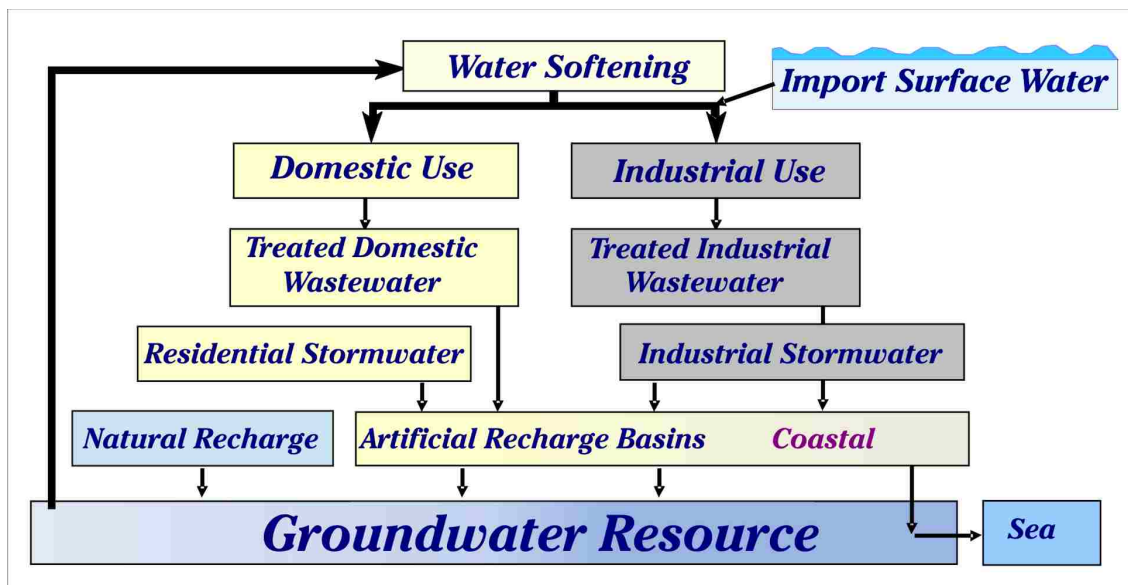 Water Softening
Import Surface Water
Domestic Use
Industrial Use
Treated Domestic
Wastewater
Treated Industrial
Wastewater
Residential Stormwater
Industrial Stormwater
Natural Recharge
Artificial Recharge Basins
Coastal
Groundwater Resource
Sea